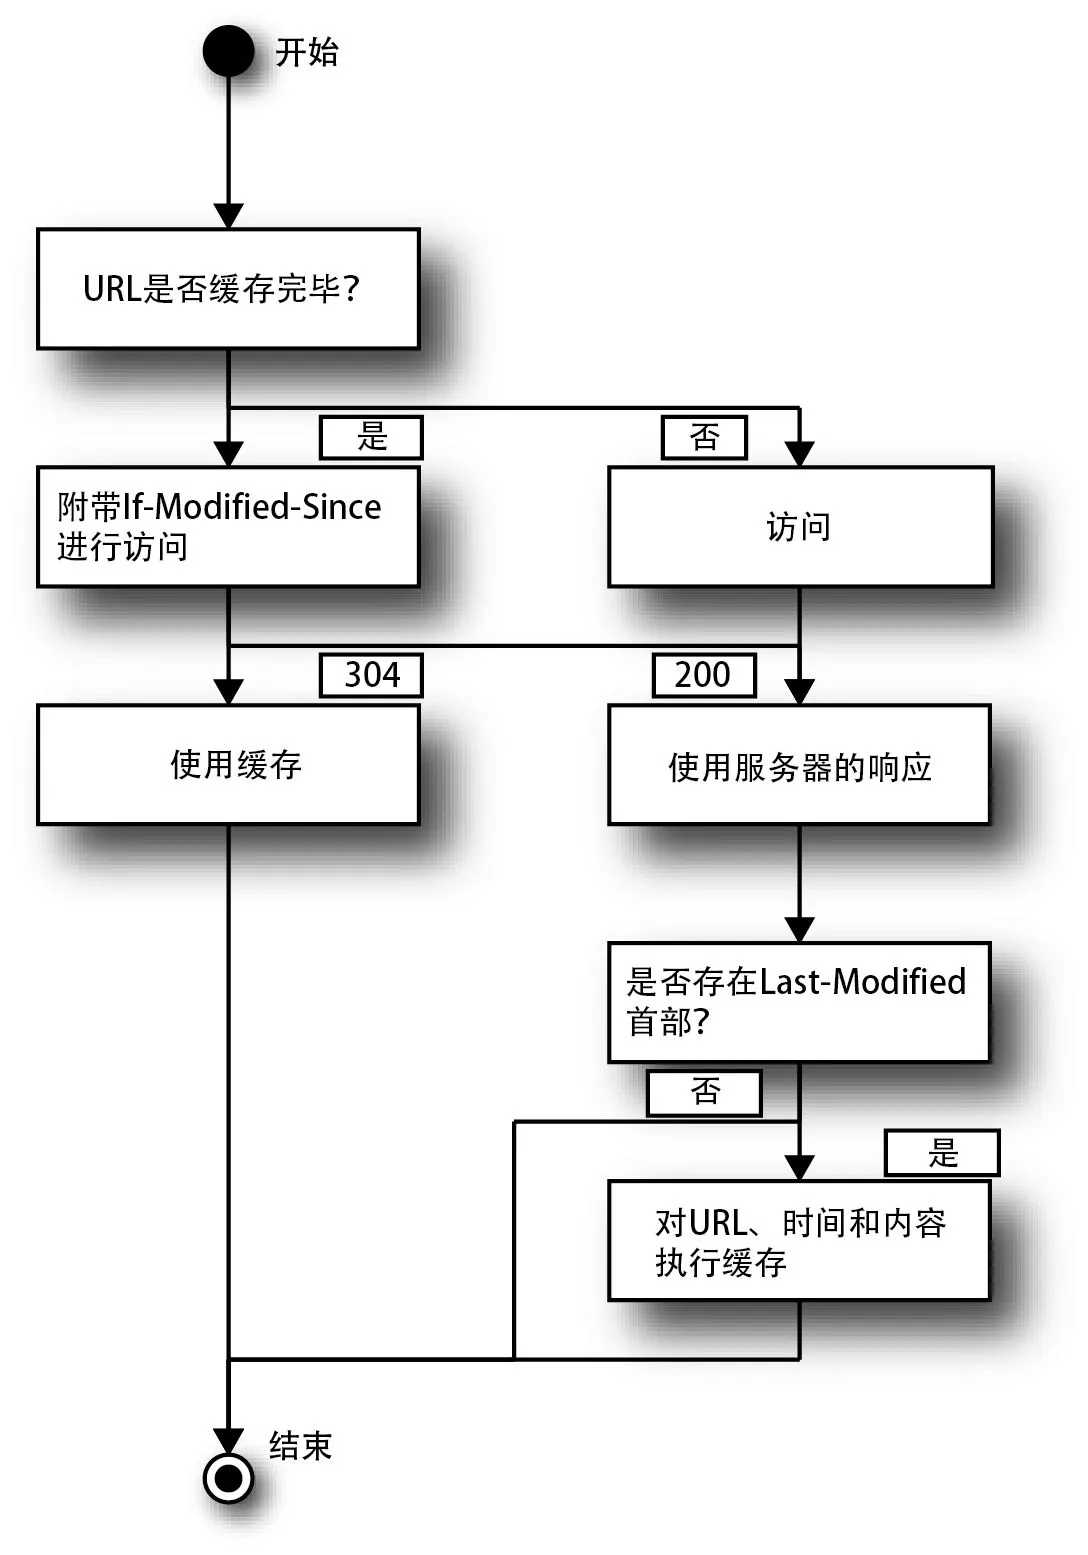 开始
URL是否缓存完毕？
是
否
附带If-Modified-Since
进行访问
访问
304
200
使用缓存
使用服务器的响应
是否存在Last-Modified
首部？
否
是
对URL、时间和内容
执行缓存
结束